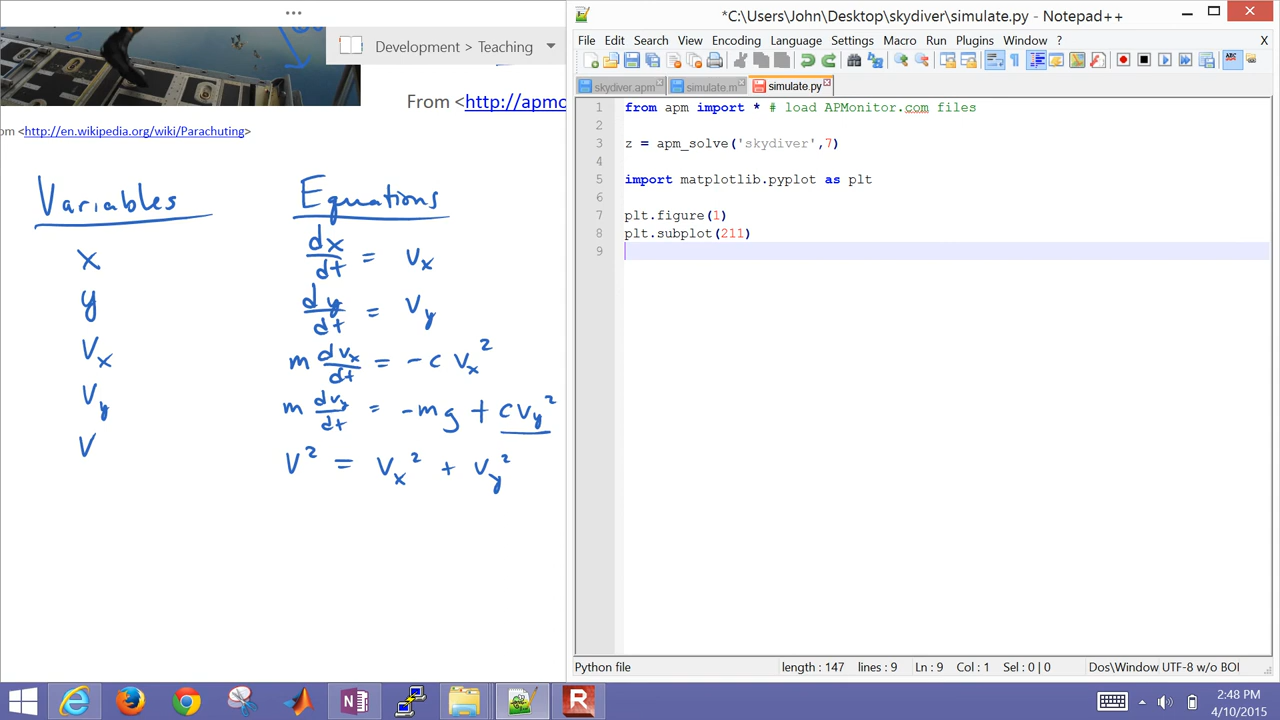 ...
*C:\Users\John\Desktop\skydiver\simulate.py - Notepad++
Development > Teaching
File Edit Search View Encoding Language Settings Macro Run Plugins Window ? X
skydiver.apm simulate.m simulate.py
From <http://apmo
om <http://en.wikipedia.org/wiki/Parachuting>
Variables
x
y
Vx
Vy
V
Equations
dx/dt = vx
dy/dt = vy
m dvx/dt = -c vx²
m dvy/dt = -mg + cvy²
V² = vx² + vy²
1 from apm import * # load APMonitor.com files
2
3 z = apm_solve('skydiver',7)
4
5 import matplotlib.pyplot as plt
6
7 plt.figure(1)
8 plt.subplot(211)
9
Python file length : 147 lines : 9 Ln : 9 Col : 1 Sel : 0 | 0 Dos\Window UTF-8 w/o BOI
2:48 PM
4/10/2015